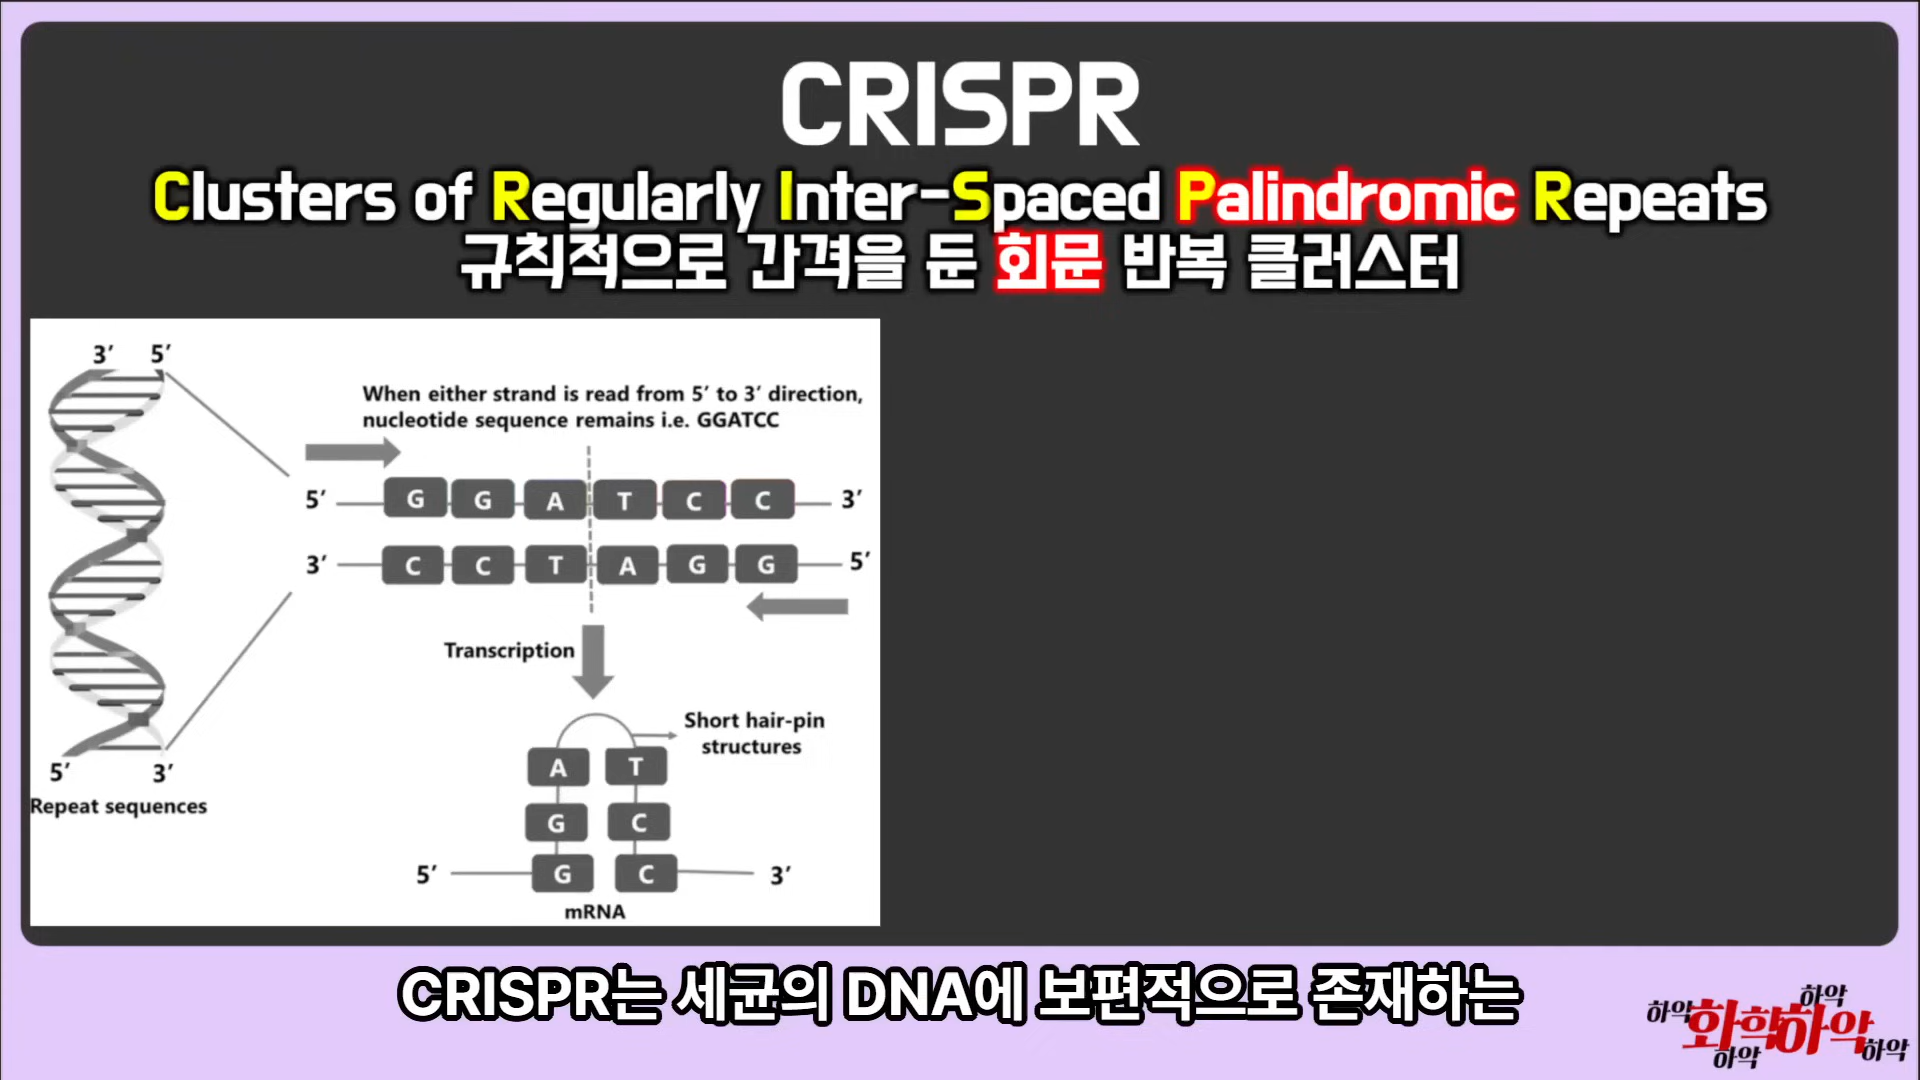 CRISPR
Clusters of Regularly Inter-Spaced Palindromic Repeats
규칙적으로 간격을 둔 회문 반복 클러스터
3′ 5′
When either strand is read from 5′ to 3′ direction,
nucleotide sequence remains i.e. GGATCC
5′ G G A T C C 3′
3′ C C T A G G 5′
Transcription
Short hair-pin
structures
A T
5′ 3′
Repeat sequences
G C
5′ G C 3′
mRNA
CRISPR는 세균의 DNA에 보편적으로 존재하는
하악
하악 화학하악
하악 하악